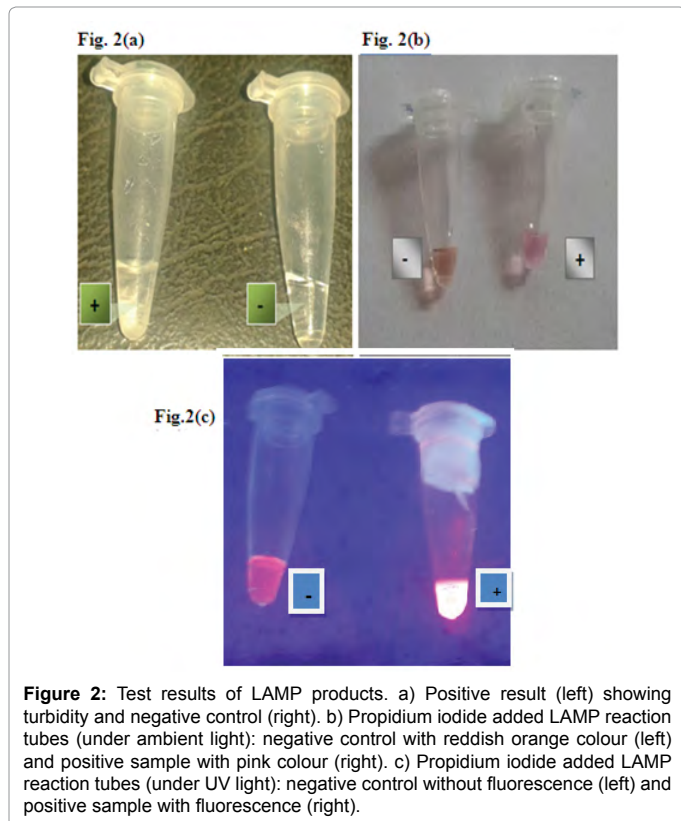 Fig. 2(a)
Fig. 2(b)
+
-
-
+
Fig.2(c)
-
+
Figure 2: Test results of LAMP products. a) Positive result (left) showing
turbidity and negative control (right). b) Propidium iodide added LAMP reaction
tubes (under ambient light): negative control with reddish orange colour (left)
and positive sample with pink colour (right). c) Propidium iodide added LAMP
reaction tubes (under UV light): negative control without fluorescence (left) and
positive sample with fluorescence (right).